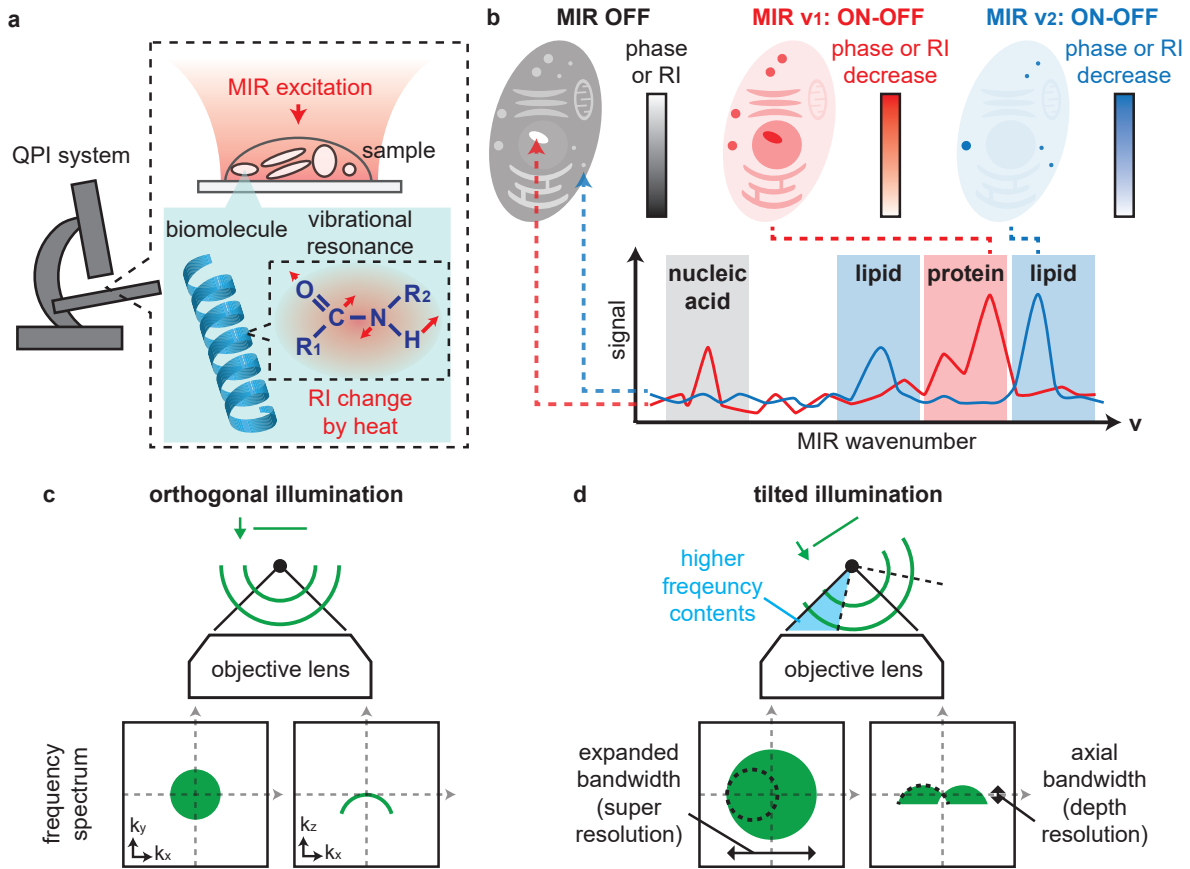 a
MIR excitation
QPI system
sample
biomolecule
vibrational
resonance
O
R2
C
N
R1
H
RI change
by heat
b
MIR OFF
MIR v1: ON-OFF
MIR v2: ON-OFF
phase
or RI
phase or RI
decrease
phase or RI
decrease
nucleic
acid
lipid
protein
lipid
signal
MIR wavenumber
v
c
orthogonal illumination
objective lens
frequency
spectrum
ky
kx
kz
kx
d
tilted illumination
higher
freqeuncy
contents
objective lens
expanded
bandwidth
(super
resolution)
axial
bandwidth
(depth
resolution)